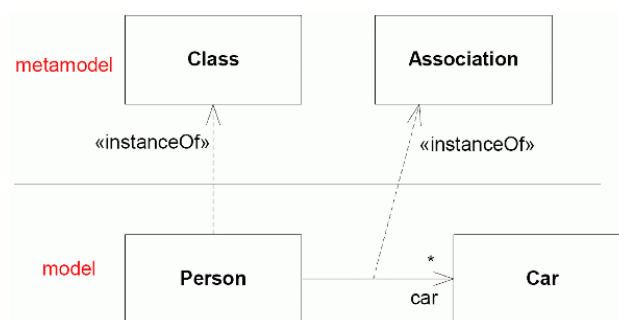 metamodel
Class
Association
«instanceOf»
«instanceOf»
model
Person
*
car
Car